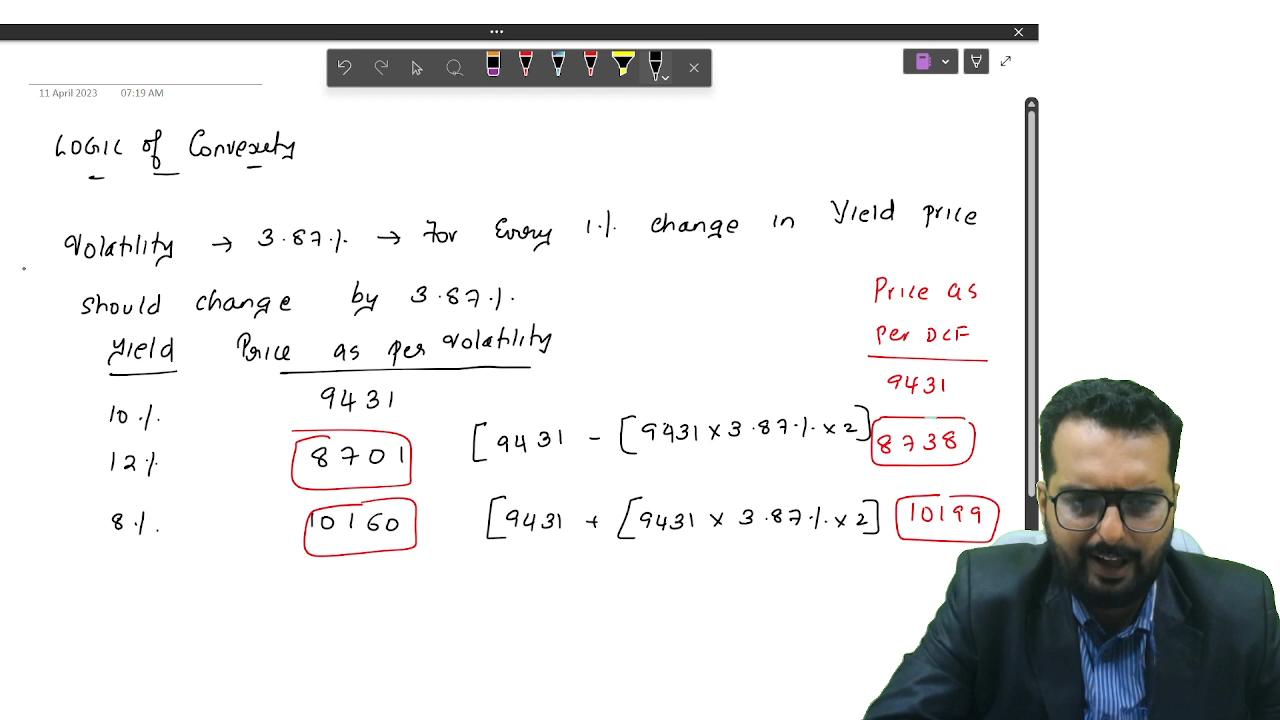 11 April 2023 07:19 AM
LOGIC of Convexity
Volatility → 3.87% → For Every 1% change in Yield price
should change by 3.87%.
Yield Price as per Volatility Price as per DCF
10% 9431 9431
12% 8701 [9431 - [9431 x 3.87% x 2] 8738
8% 10160 [9431 + [9431 x 3.87% x 2] 10199